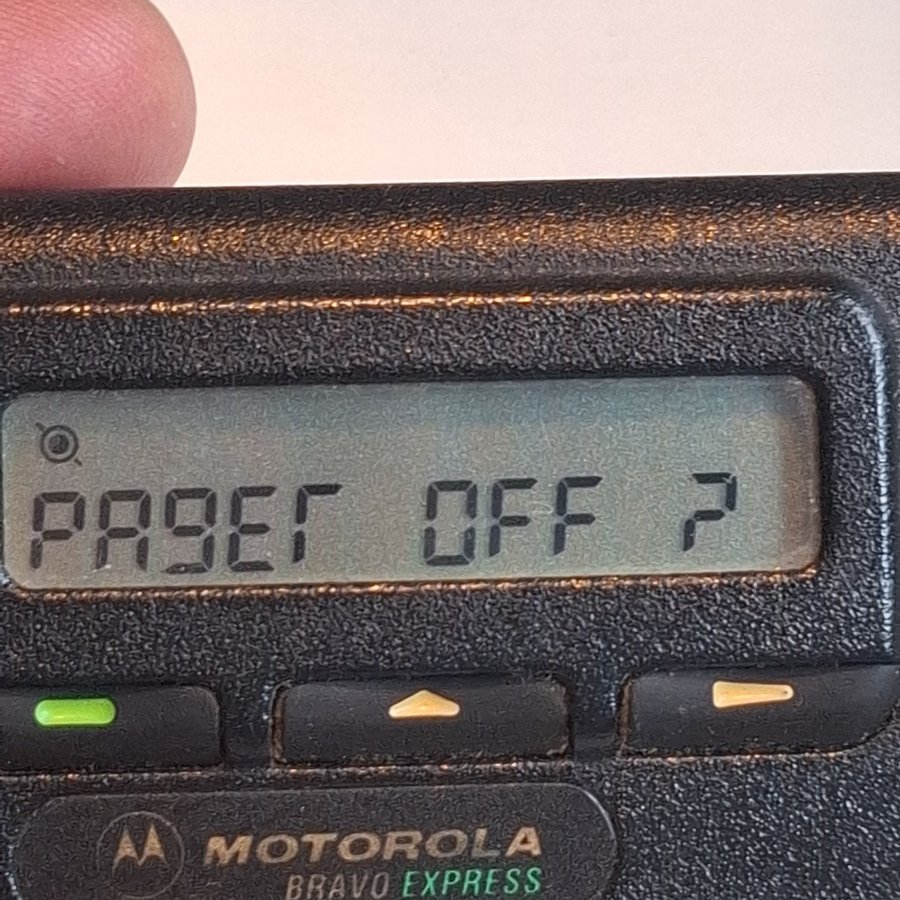 PAgEr OFF ?
MOTOROLA
BRAVO EXPRESS